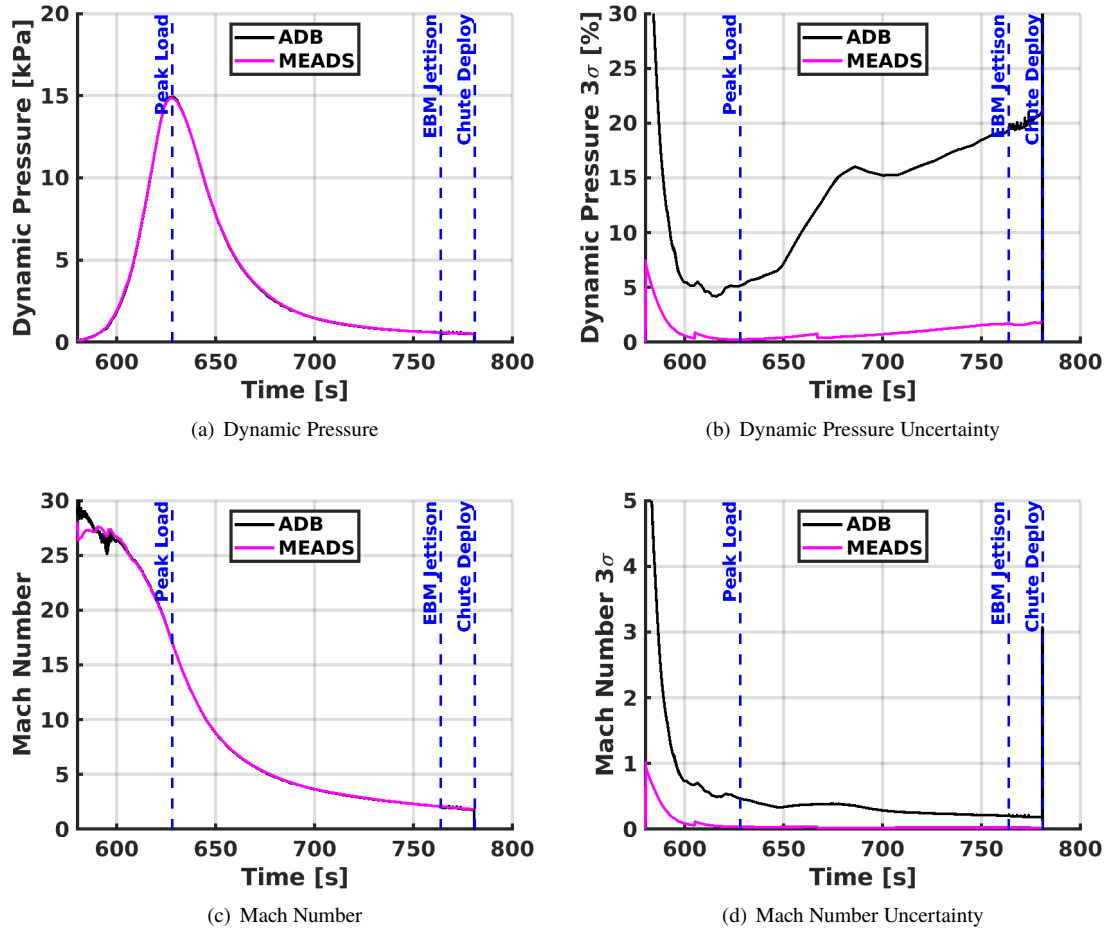 20
15
10
5
0
600 650 700 750 800
Dynamic Pressure [kPa]
Time [s]
ADB
MEADS
Peak Load
EBM Jettison
Chute Deploy
(a) Dynamic Pressure
30
25
20
15
10
5
0
600 650 700 750 800
Dynamic Pressure 3σ [%]
Time [s]
ADB
MEADS
Peak Load
EBM Jettison
Chute Deploy
(b) Dynamic Pressure Uncertainty
30
25
20
15
10
5
0
600 650 700 750 800
Mach Number
Time [s]
ADB
MEADS
Peak Load
EBM Jettison
Chute Deploy
(c) Mach Number
5
4
3
2
1
0
600 650 700 750 800
Mach Number 3σ
Time [s]
ADB
MEADS
Peak Load
EBM Jettison
Chute Deploy
(d) Mach Number Uncertainty